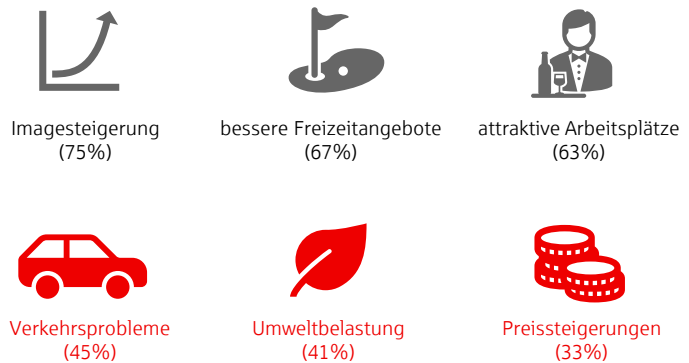 Imagesteigerung
(75%)
bessere Freizeitangebote
(67%)
attraktive Arbeitsplätze
(63%)
Verkehrsprobleme
(45%)
Umweltbelastung
(41%)
Preissteigerungen
(33%)